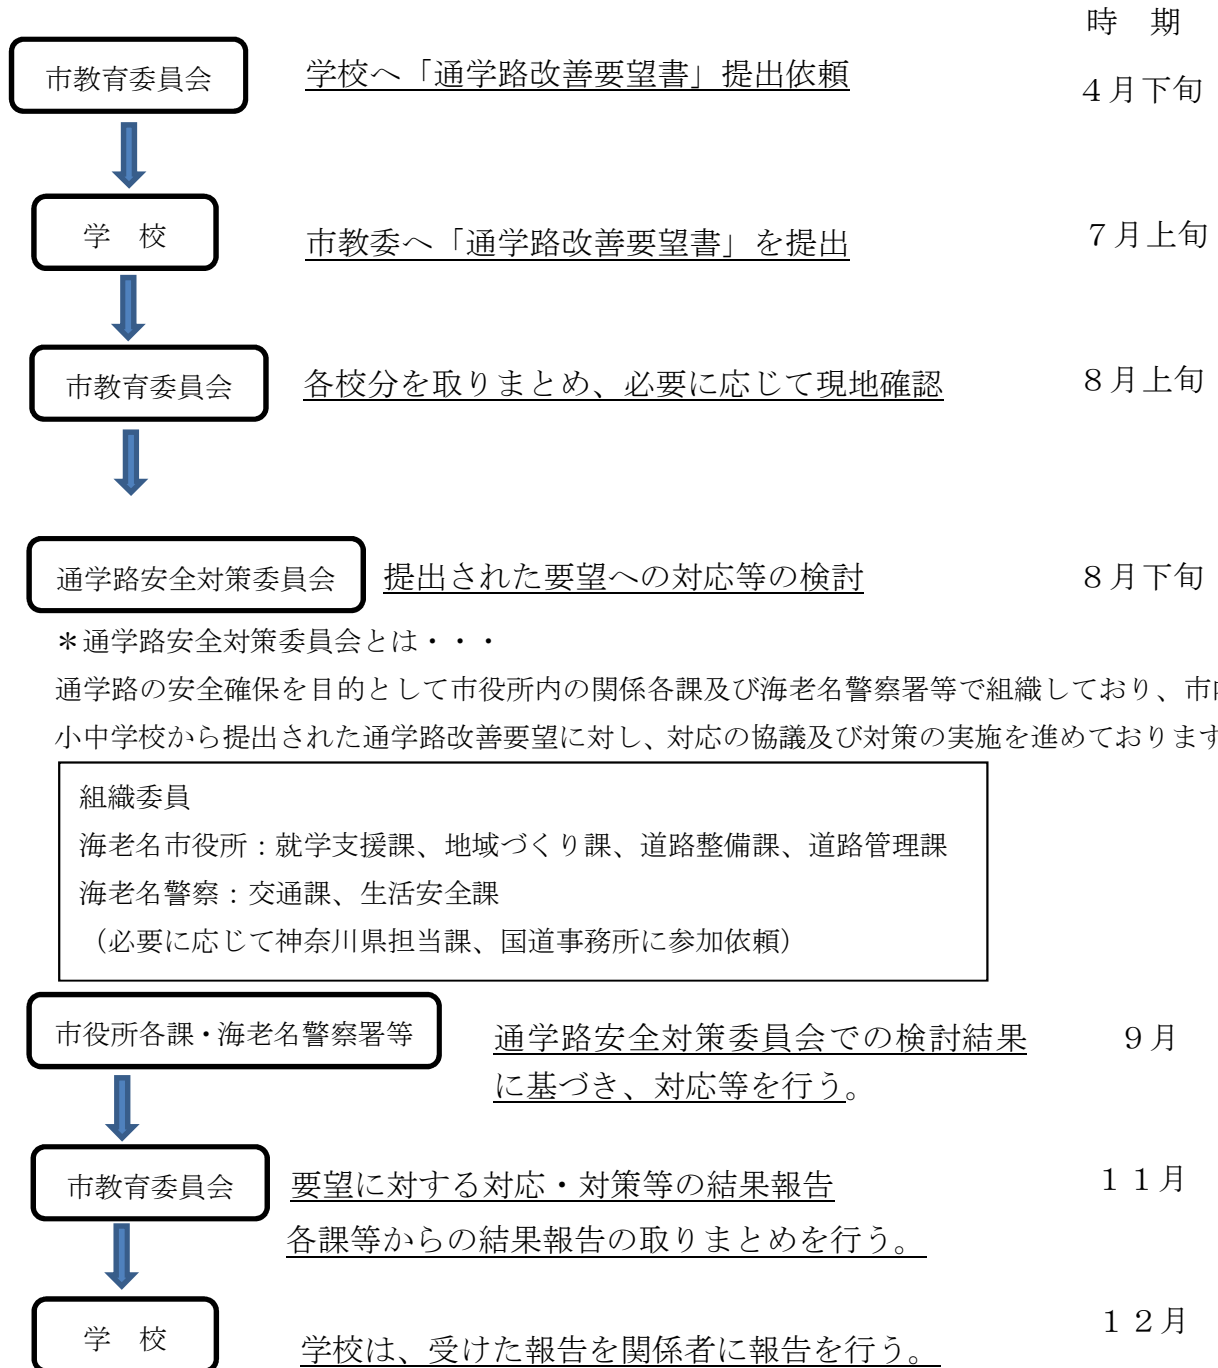 時　期
市教育委員会　学校へ「通学路改善要望書」提出依頼　４月下旬
学　校　市教委へ「通学路改善要望書」を提出　７月上旬
市教育委員会　各校分を取りまとめ、必要に応じて現地確認　８月上旬
通学路安全対策委員会　提出された要望への対応等の検討　８月下旬
＊通学路安全対策委員会とは・・・
通学路の安全確保を目的として市役所内の関係各課及び海老名警察署等で組織しており、市
小中学校から提出された通学路改善要望に対し、対応の協議及び対策の実施を進めております
組織委員
海老名市役所：就学支援課、地域づくり課、道路整備課、道路管理課
海老名警察：交通課、生活安全課
（必要に応じて神奈川県担当課、国道事務所に参加依頼）
市役所各課・海老名警察署等　通学路安全対策委員会での検討結果　９月
に基づき、対応等を行う。
市教育委員会　要望に対する対応・対策等の結果報告　１１月
各課等からの結果報告の取りまとめを行う。
学　校　１２月
学校は、受けた報告を関係者に報告を行う。